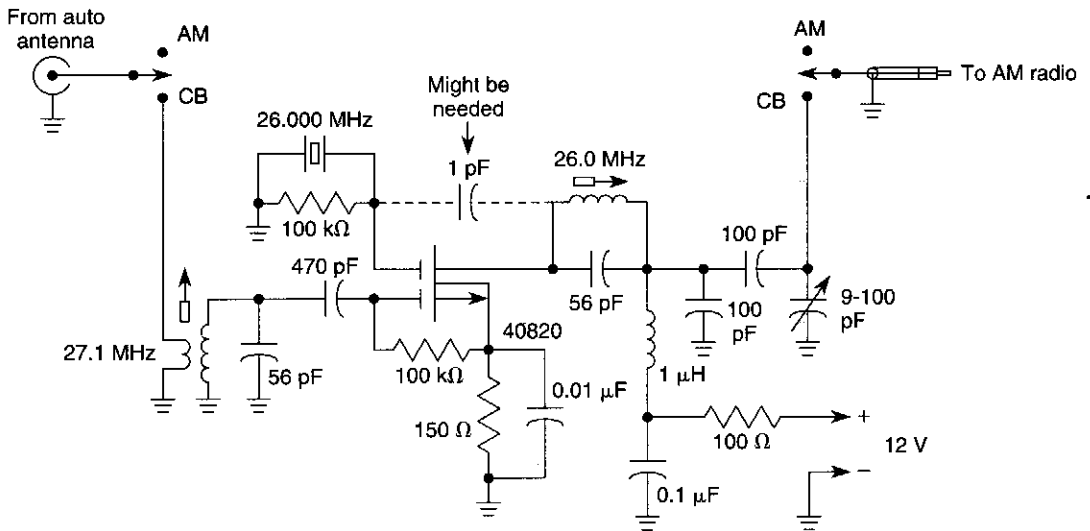 From auto
antenna
AM
CB
26.000 MHz
100 kΩ
Might be
needed
1 pF
26.0 MHz
AM
CB
To AM radio
27.1 MHz
56 pF
470 pF
100 kΩ
40820
150 Ω
0.01 μF
56 pF
100 pF
100
pF
9-100
pF
1 μH
100 Ω
0.1 μF
+
12 V
−